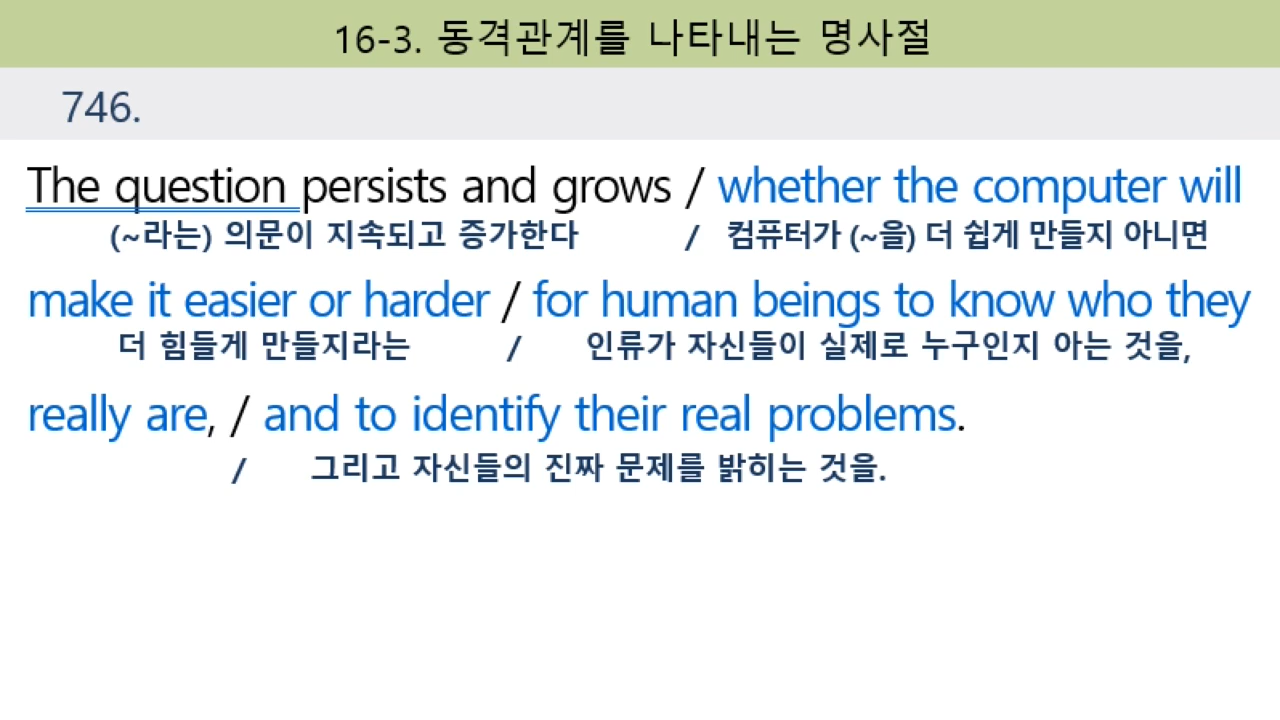 16-3. 동격관계를 나타내는 명사절
746.
The question persists and grows / whether the computer will
(~라는) 의문이 지속되고 증가한다 / 컴퓨터가 (~을) 더 쉽게 만들지 아니면
make it easier or harder / for human beings to know who they
더 힘들게 만들지라는 / 인류가 자신들이 실제로 누구인지 아는 것을,
really are, / and to identify their real problems.
/ 그리고 자신들의 진짜 문제를 밝히는 것을.